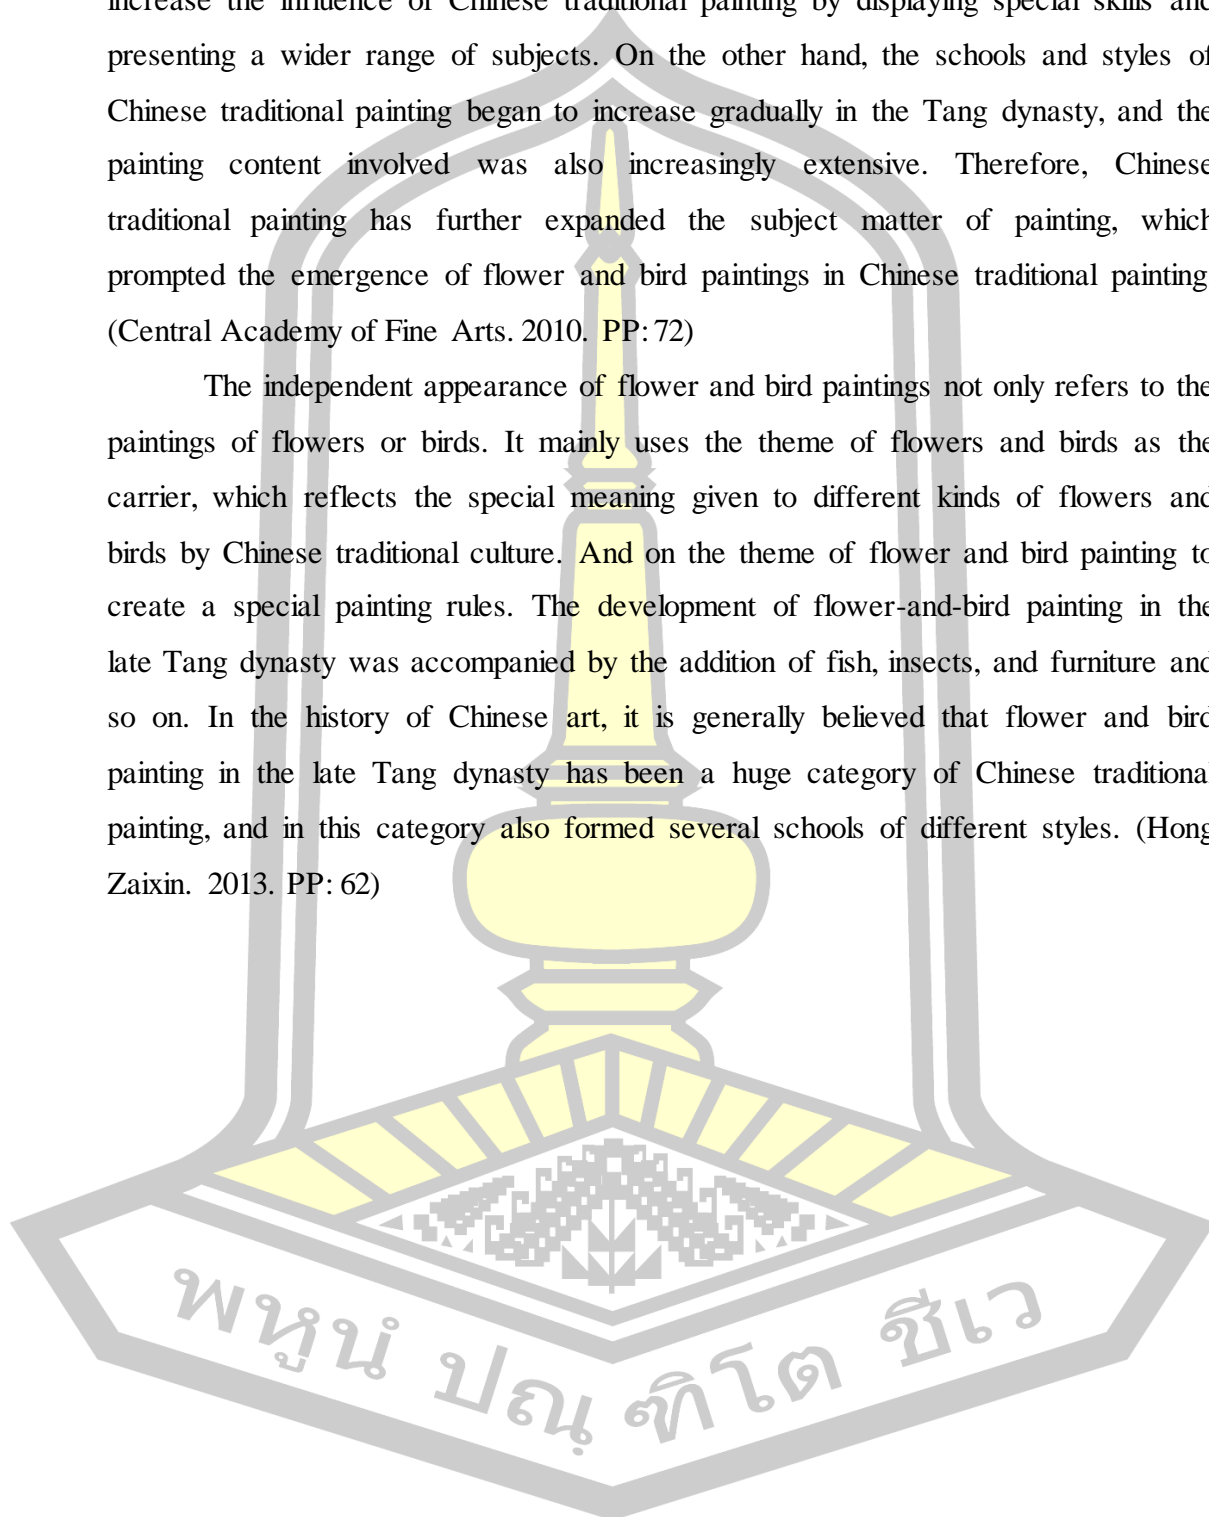 increase the influence of Chinese traditional painting by displaying special skills and
presenting a wider range of subjects. On the other hand, the schools and styles of
Chinese traditional painting began to increase gradually in the Tang dynasty, and the
painting content involved was also increasingly extensive. Therefore, Chinese
traditional painting has further expanded the subject matter of painting, which
prompted the emergence of flower and bird paintings in Chinese traditional painting
(Central Academy of Fine Arts. 2010. PP: 72)
The independent appearance of flower and bird paintings not only refers to the
paintings of flowers or birds. It mainly uses the theme of flowers and birds as the
carrier, which reflects the special meaning given to different kinds of flowers and
birds by Chinese traditional culture. And on the theme of flower and bird painting to
create a special painting rules. The development of flower-and-bird painting in the
late Tang dynasty was accompanied by the addition of fish, insects, and furniture and
so on. In the history of Chinese art, it is generally believed that flower and bird
painting in the late Tang dynasty has been a huge category of Chinese traditional
painting, and in this category also formed several schools of different styles. (Hong
Zaixin. 2013. PP: 62)
พหูนํ ปณฺฑิโต ชีเว